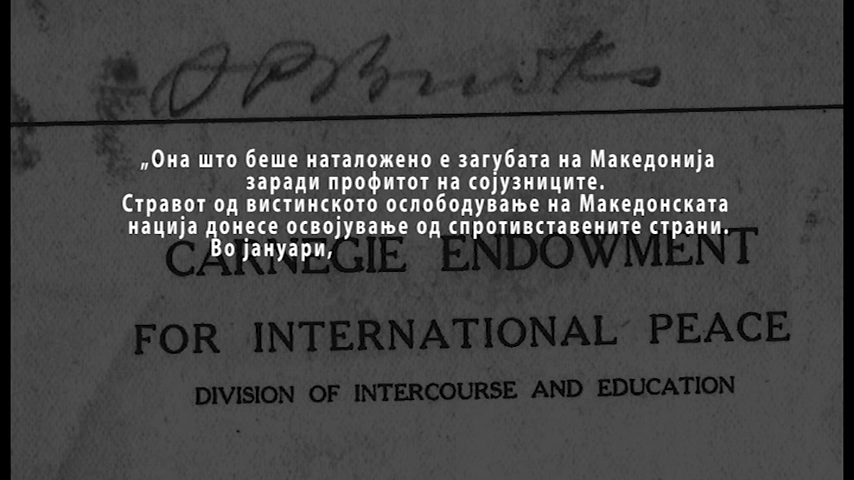 „Она што беше наталожено е загубата на Македонија
заради профитот на сојузниците.
Стравот од вистинското ослободување на Македонската
нација донесе освојување од спротивставените страни.
Во јануари,
CARNEGIE ENDOWMENT
FOR INTERNATIONAL PEACE
DIVISION OF INTERCOURSE AND EDUCATION